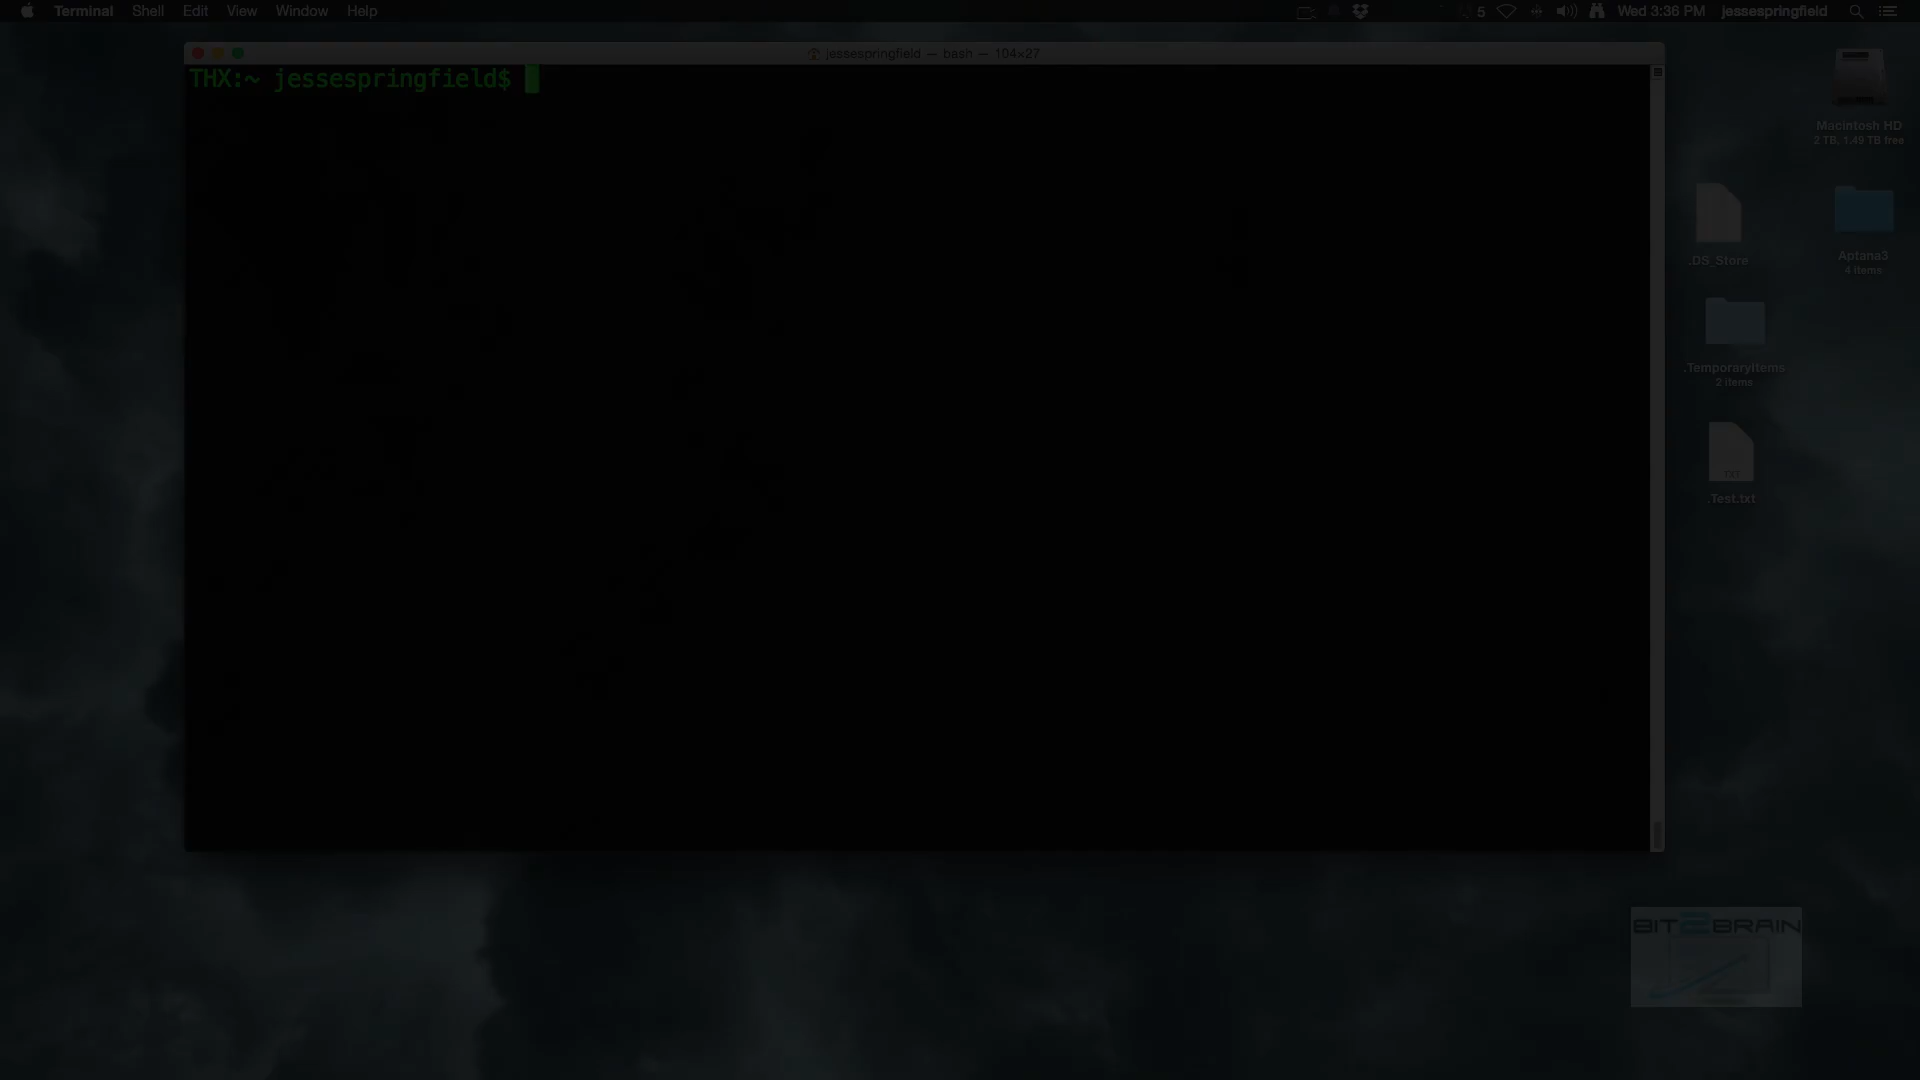 Terminal Shell Edit View Window Help 5 Wed 3:36 PM jessespringfield
jessespringfield — bash — 104×27
THX:~ jessespringfield$
Macintosh HD
2 TB, 1.49 TB free
.DS_Store
Aptana3
4 items
.TemporaryItems
2 items
TXT
.Test.txt
BIT2BRAIN